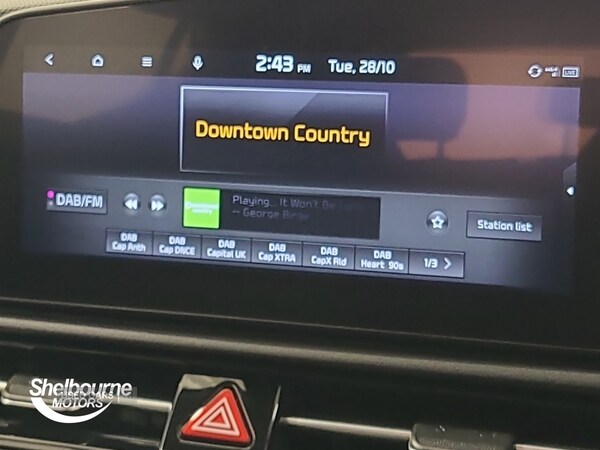 2:43 PM Tue, 28/10 LIVE
Downtown Country
DAB/FM
Playing... It Won't Be
-- George Birge
Station list
DAB Cap Anth
DAB Cap DNCE
DAB Capital UK
DAB Cap XTRA
DAB CapX Rld
DAB Heart 90s
1/3
Shelbourne
MOTORS